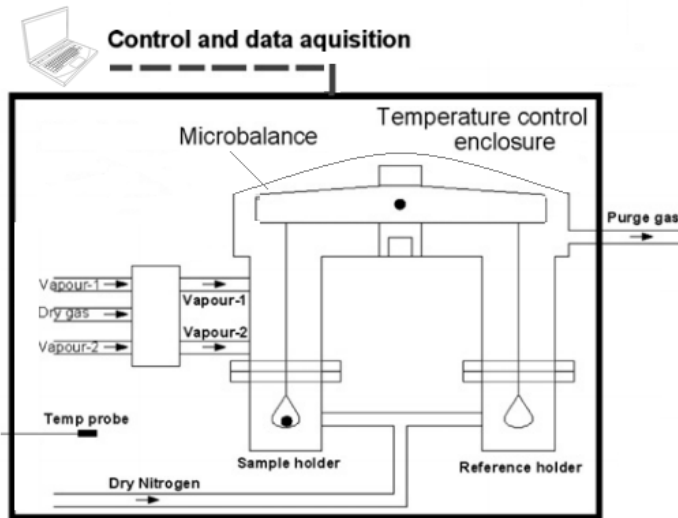 Control and data aquisition
Microbalance
Temperature control
enclosure
Purge gas
Vapour-1
Vapour-1
Dry gas
Vapour-2
Vapour-2
Temp probe
Sample holder
Reference holder
Dry Nitrogen